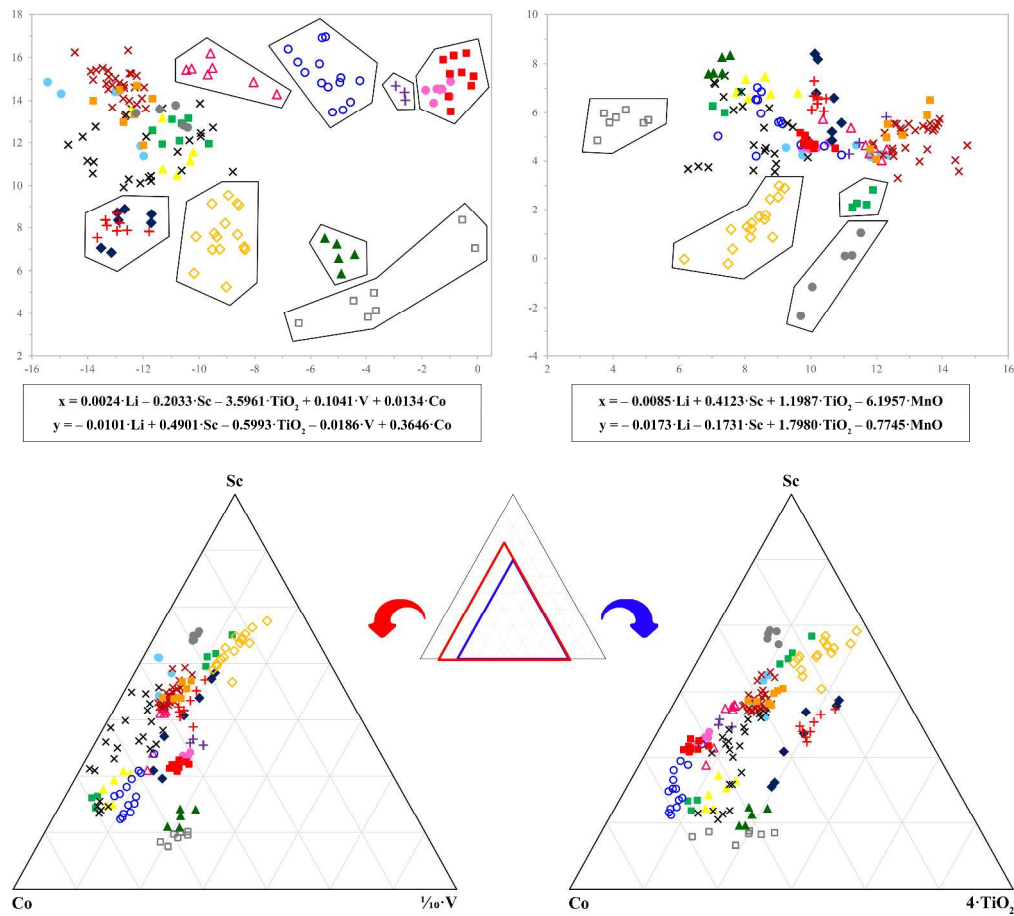 18
16
14
12
10
8
6
4
2
-16 -14 -12 -10 -8 -6 -4 -2 0
10
8
6
4
2
0
-2
-4
4 6 8 10 12 14 16
x = 0.0024·Li – 0.2033·Sc – 3.5961·TiO₂ + 0.1041·V + 0.0134·Co
y = – 0.0101·Li + 0.4901·Sc – 0.5993·TiO₂ – 0.0186·V + 0.3646·Co
x = – 0.0085·Li + 0.4123·Sc + 1.1987·TiO₂ – 6.1957·MnO
y = – 0.0173·Li – 0.1731·Sc + 1.7980·TiO₂ – 0.7745·MnO
Sc
Co ¹⁄₁₀·V
Sc
Co 4·TiO₂